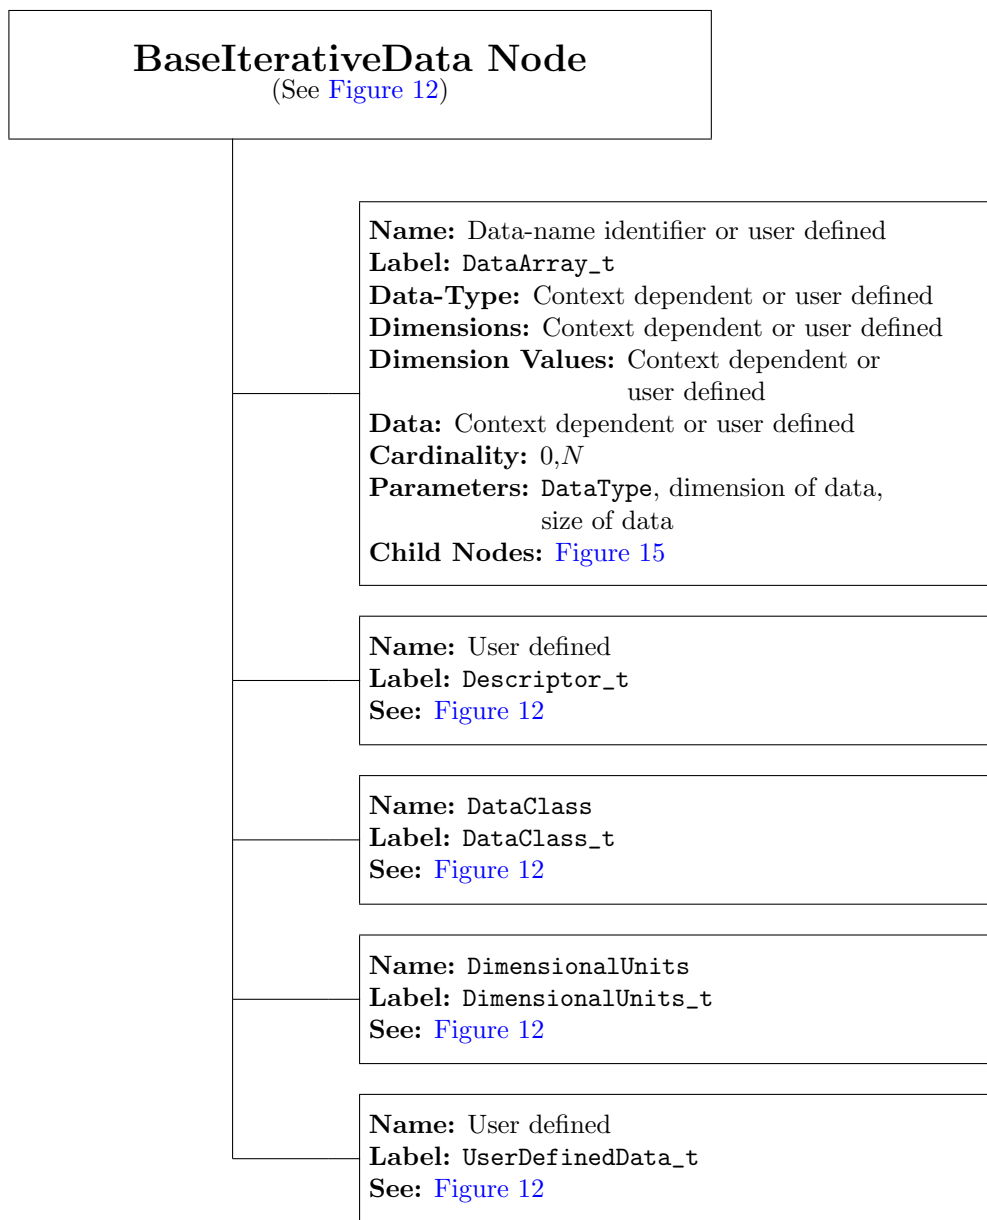 BaseIterativeData Node
(See Figure 12)
Name: Data-name identifier or user defined
Label: DataArray_t
Data-Type: Context dependent or user defined
Dimensions: Context dependent or user defined
Dimension Values: Context dependent or
user defined
Data: Context dependent or user defined
Cardinality: 0,N
Parameters: DataType, dimension of data,
size of data
Child Nodes: Figure 15
Name: User defined
Label: Descriptor_t
See: Figure 12
Name: DataClass
Label: DataClass_t
See: Figure 12
Name: DimensionalUnits
Label: DimensionalUnits_t
See: Figure 12
Name: User defined
Label: UserDefinedData_t
See: Figure 12